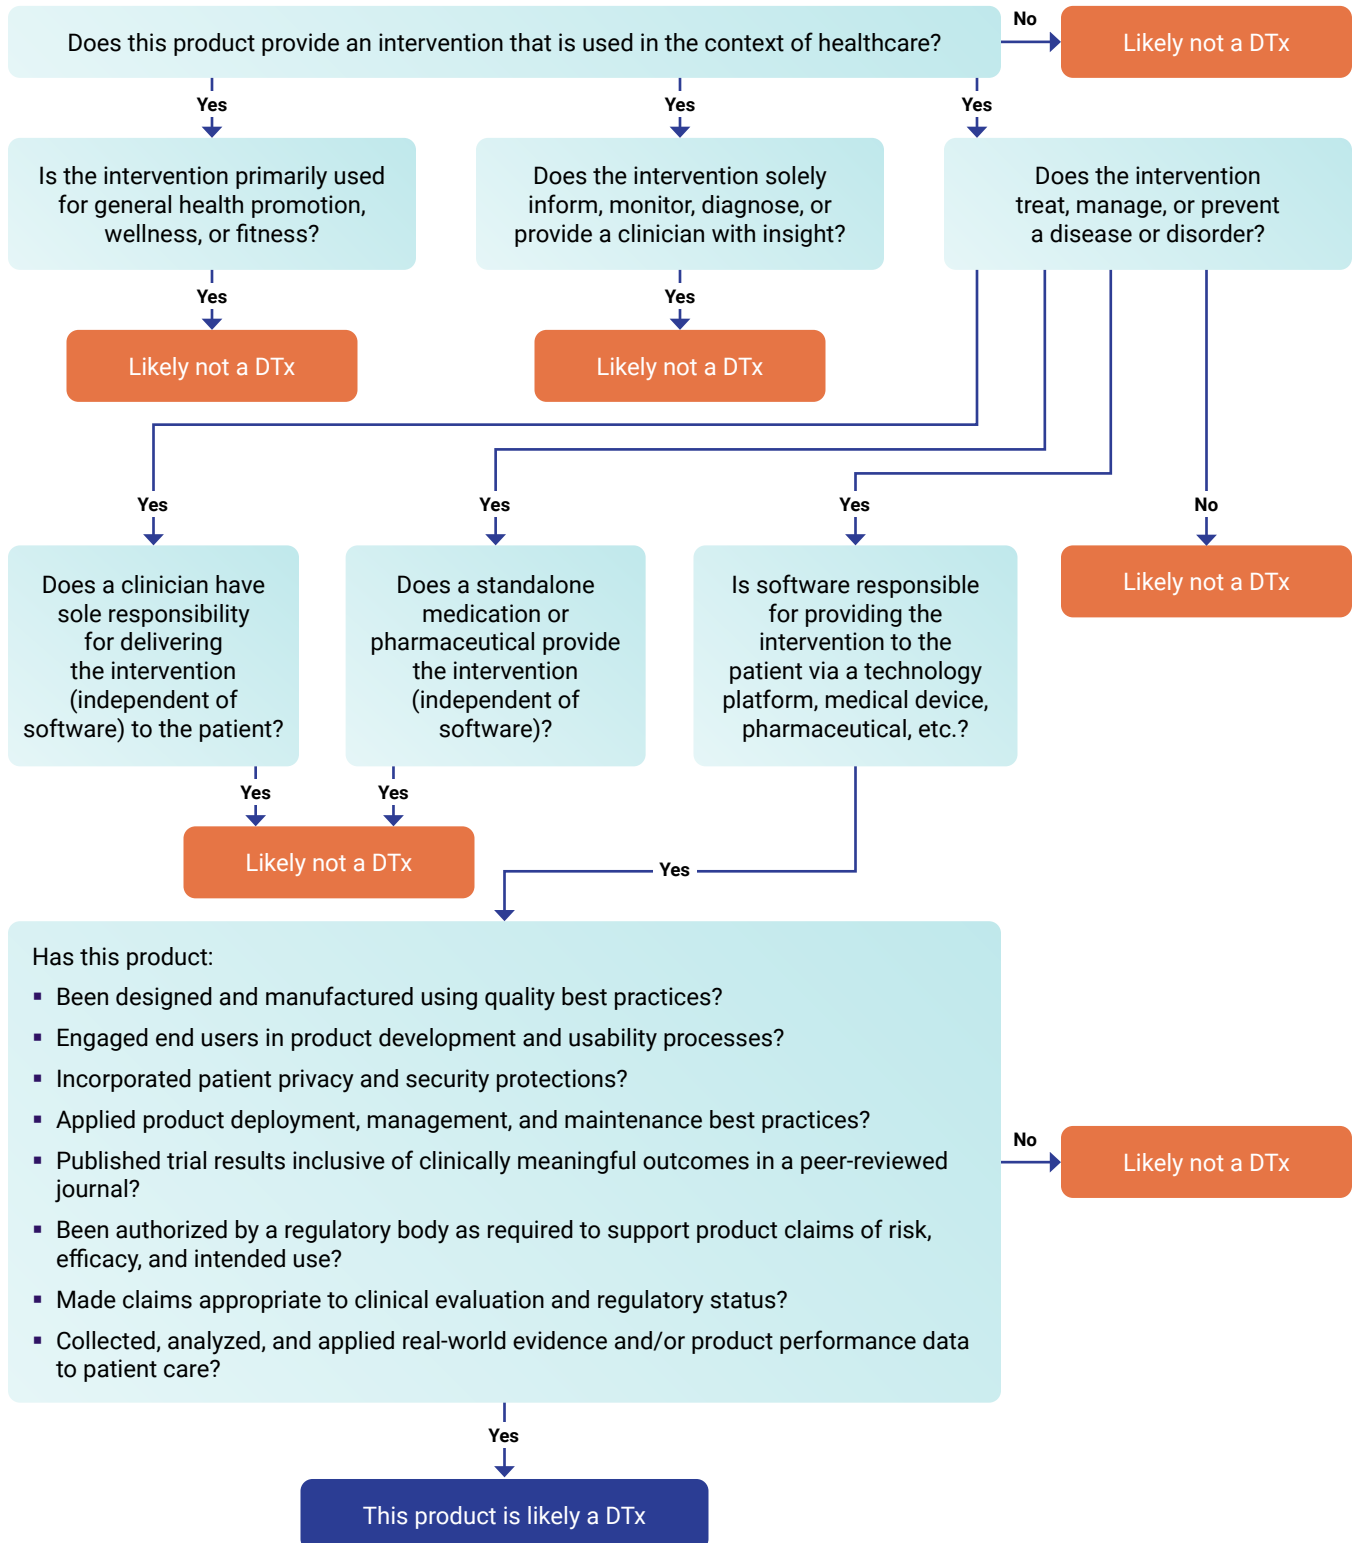 Does this product provide an intervention that is used in the context of healthcare?
No
Likely not a DTx
Yes
Yes
Yes
Is the intervention primarily used
for general health promotion,
wellness, or fitness?
Does the intervention solely
inform, monitor, diagnose, or
provide a clinician with insight?
Does the intervention
treat, manage, or prevent
a disease or disorder?
Yes
Yes
Likely not a DTx
Likely not a DTx
Yes
Yes
Yes
No
Does a clinician have
sole responsibility
for delivering
the intervention
(independent of
software) to the patient?
Does a standalone
medication or
pharmaceutical provide
the intervention
(independent of
software)?
Is software responsible
for providing the
intervention to the
patient via a technology
platform, medical device,
pharmaceutical, etc.?
Likely not a DTx
Yes
Yes
Likely not a DTx
Yes
Has this product:
▪ Been designed and manufactured using quality best practices?
▪ Engaged end users in product development and usability processes?
▪ Incorporated patient privacy and security protections?
▪ Applied product deployment, management, and maintenance best practices?
▪ Published trial results inclusive of clinically meaningful outcomes in a peer-reviewed
journal?
▪ Been authorized by a regulatory body as required to support product claims of risk,
efficacy, and intended use?
▪ Made claims appropriate to clinical evaluation and regulatory status?
▪ Collected, analyzed, and applied real-world evidence and/or product performance data
to patient care?
No
Likely not a DTx
Yes
This product is likely a DTx